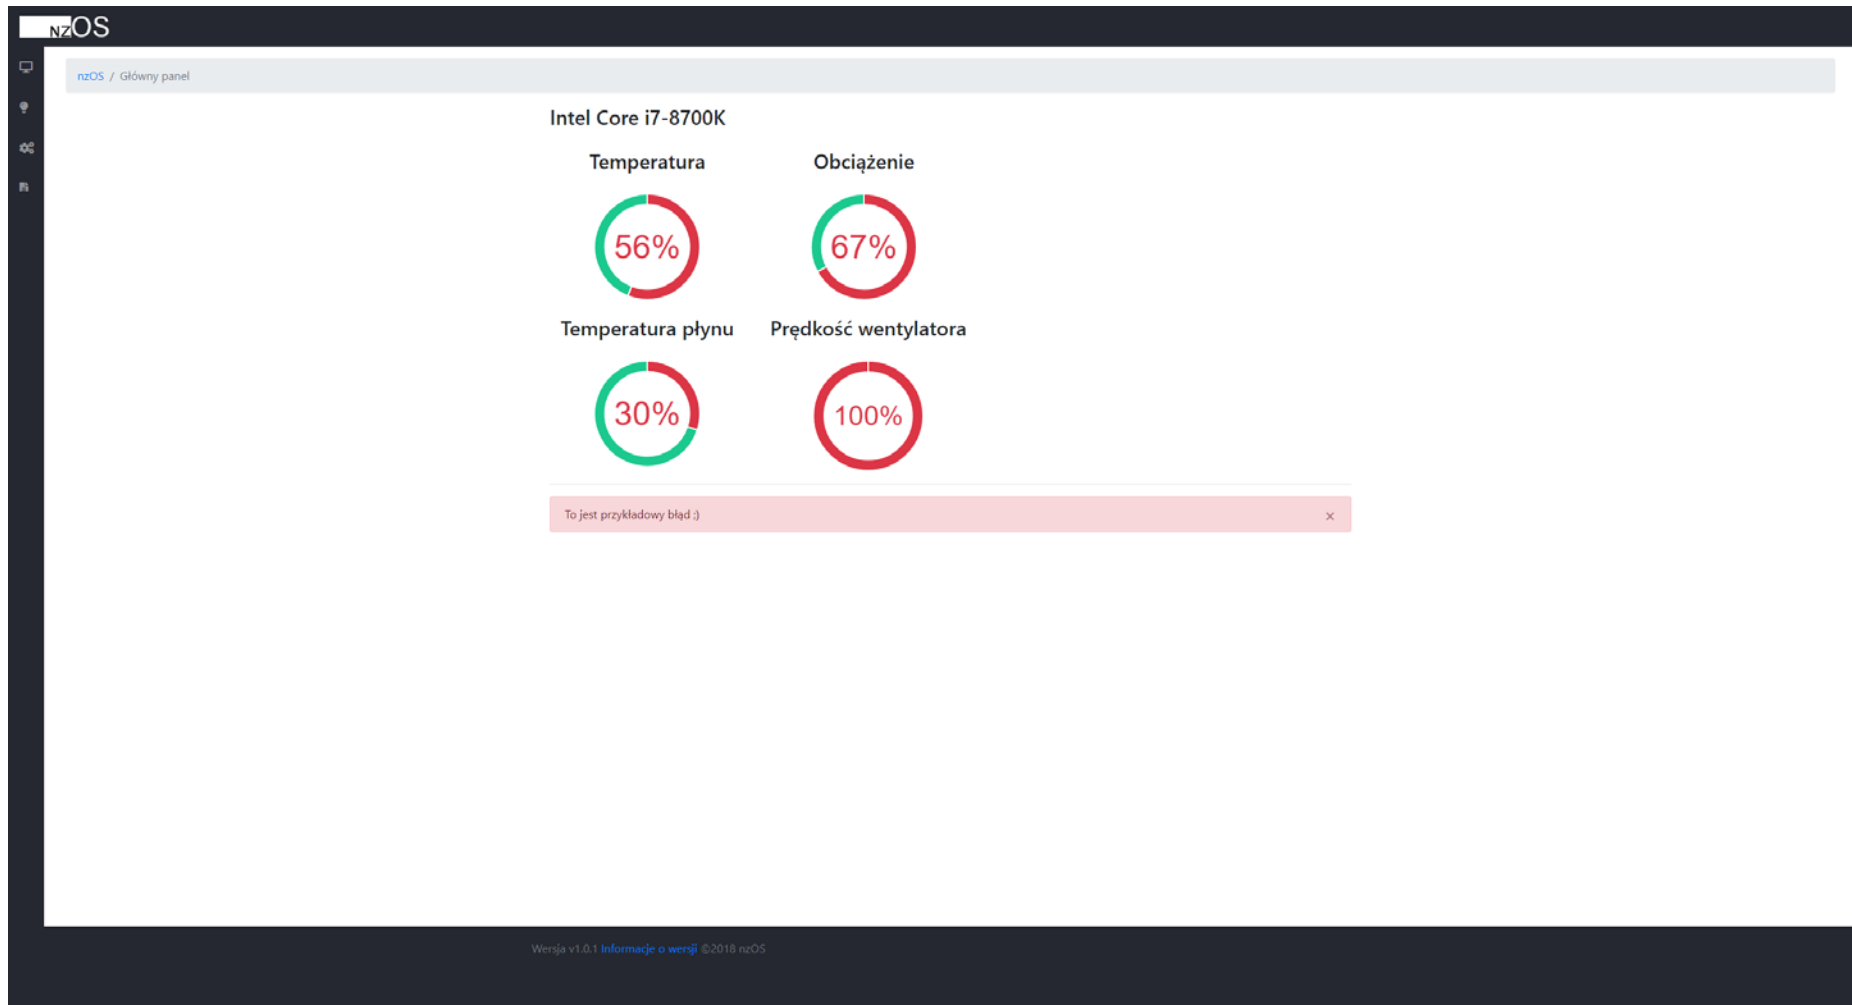 NZOS
nzOS / Główny panel
Intel Core i7-8700K
Temperatura Obciążenie
56% 67%
Temperatura płynu Prędkość wentylatora
30% 100%
To jest przykładowy błąd ;) ×
Wersja v1.0.1 Informacje o wersji ©2018 nzOS